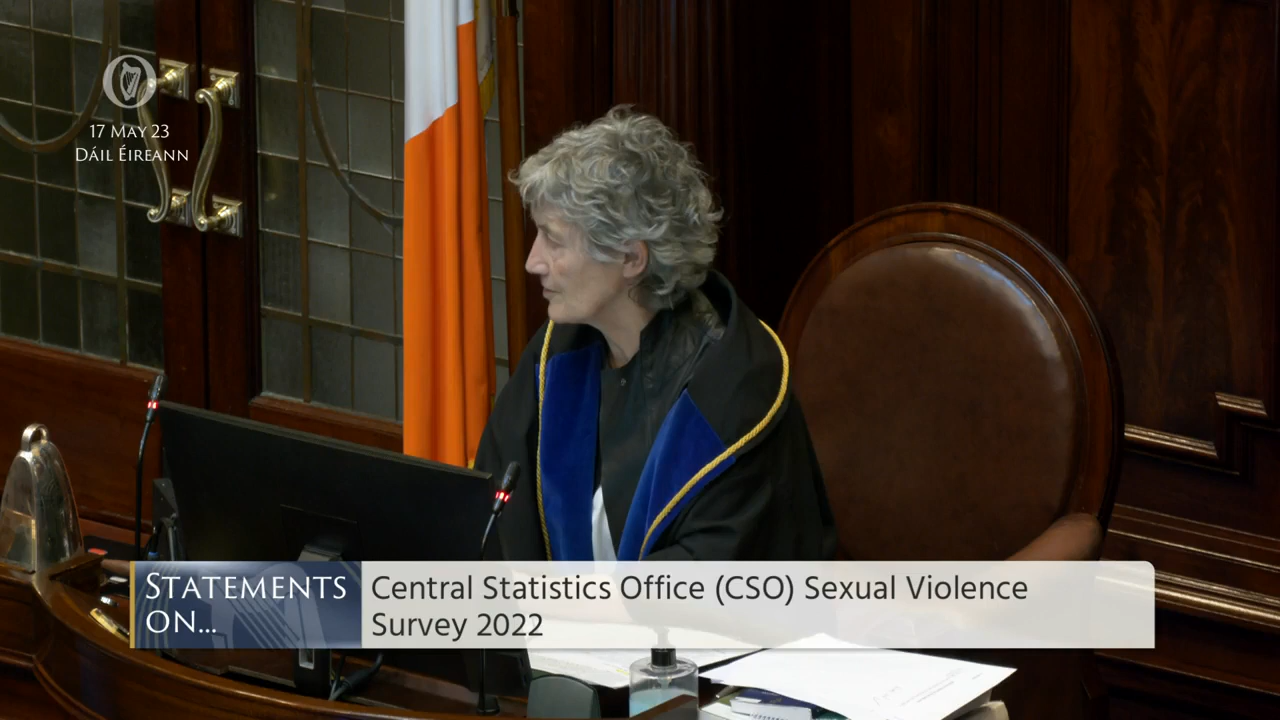 17 May 23
Dáil Éireann
Statements on...
Central Statistics Office (CSO) Sexual Violence
Survey 2022